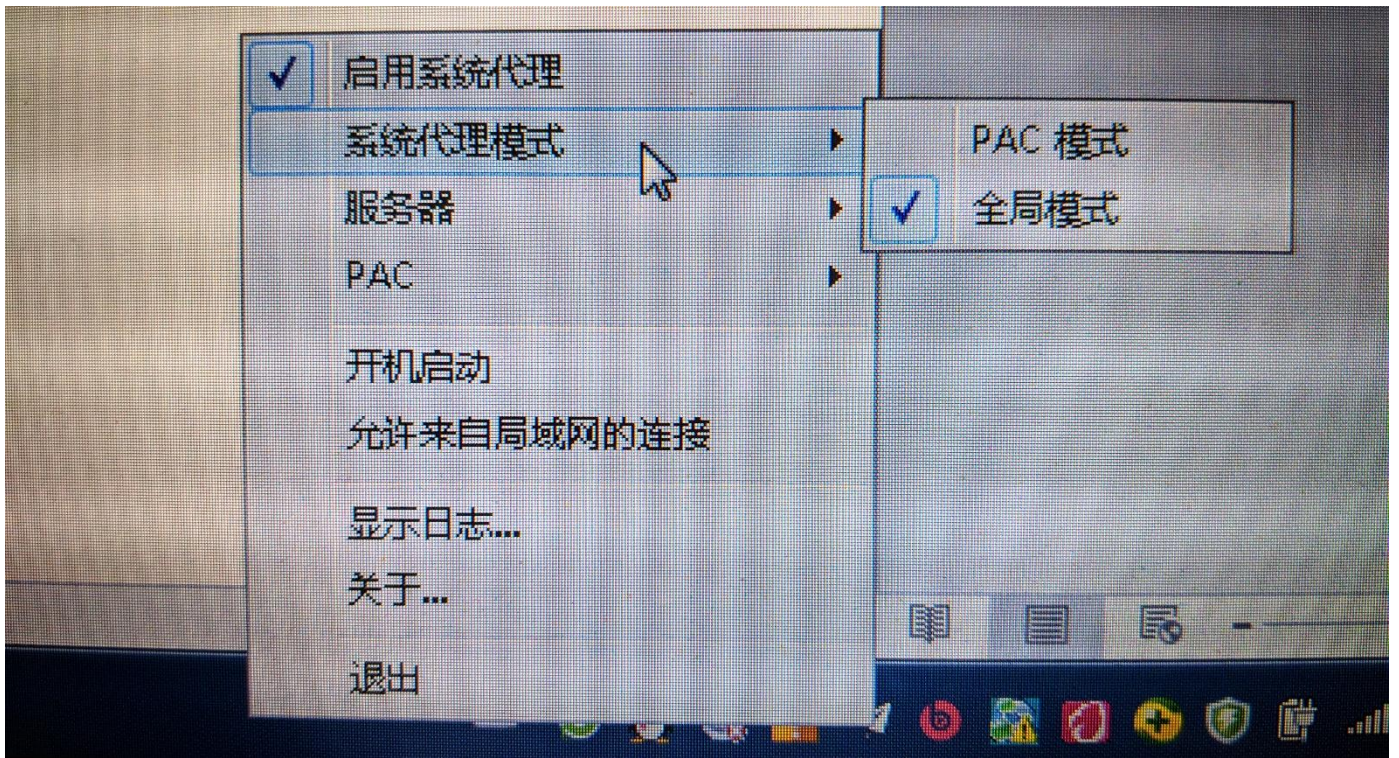 启用系统代理
系统代理模式
PAC 模式
全局模式
服务器
PAC
开机启动
允许来自局域网的连接
显示日志...
关于...
退出